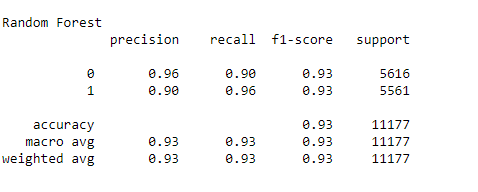 Random Forest
precision recall f1-score support
0 0.96 0.90 0.93 5616
1 0.90 0.96 0.93 5561
accuracy 0.93 11177
macro avg 0.93 0.93 0.93 11177
weighted avg 0.93 0.93 0.93 11177